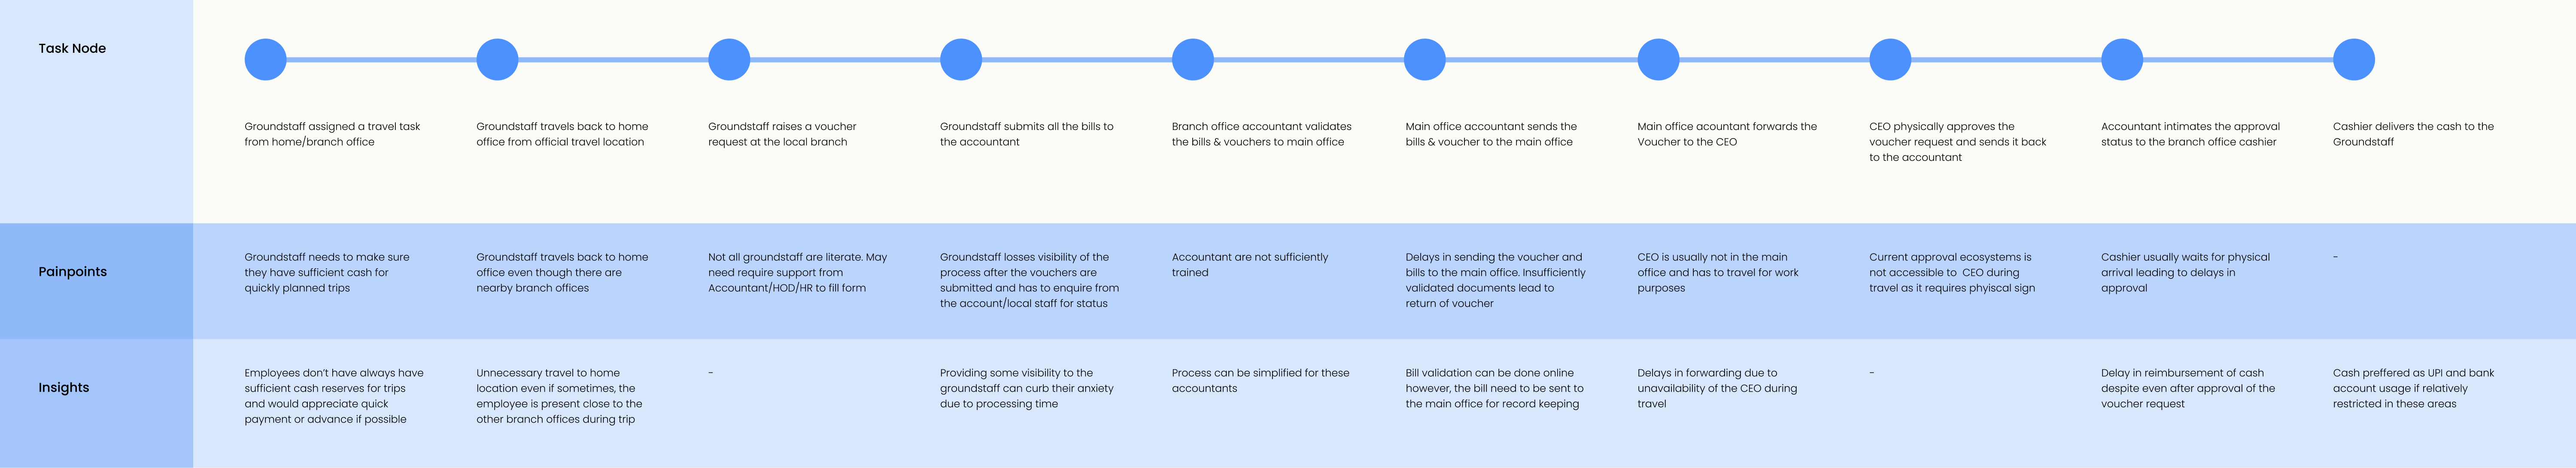 Task Node
Groundstaff assigned a travel task
from home/branch office
Groundstaff travels back to home
office from official travel location
Groundstaff raises a voucher
request at the local branch
Groundstaff submits all the bills to
the accountant
Branch office accountant validates
the bills & vouchers to main office
Main office accountant sends the
bills & voucher to the main office
Main office acountant forwards the
Voucher to the CEO
CEO physically approves the
voucher request and sends it back
to the accountant
Accountant intimates the approval
status to the branch office cashier
Cashier delivers the cash to the
Groundstaff
Painpoints
Groundstaff needs to make sure
they have sufficient cash for
quickly planned trips
Groundstaff travels back to home
office even though there are
nearby branch offices
Not all groundstaff are literate. May
need require support from
Accountant/HOD/HR to fill form
Groundstaff losses visibility of the
process after the vouchers are
submitted and has to enquire from
the account/local staff for status
Accountant are not sufficiently
trained
Delays in sending the voucher and
bills to the main office. Insufficiently
validated documents lead to
return of voucher
CEO is usually not in the main
office and has to travel for work
purposes
Current approval ecosystems is
not accessible to  CEO during
travel as it requires phyiscal sign
Cashier usually waits for physical
arrival leading to delays in
approval
-
Insights
Employees don't have always have
sufficient cash reserves for trips
and would appreciate quick
payment or advance if possible
Unnecessary travel to home
location even if sometimes, the
employee is present close to the
other branch offices during trip
-
Providing some visibility to the
groundstaff can curb their anxiety
due to processing time
Process can be simplified for these
accountants
Bill validation can be done online
however, the bill need to be sent to
the main office for record keeping
Delays in forwarding due to
unavailability of the CEO during
travel
-
Delay in reimbursement of cash
despite even after approval of the
voucher request
Cash preffered as UPI and bank
account usage if relatively
restricted in these areas